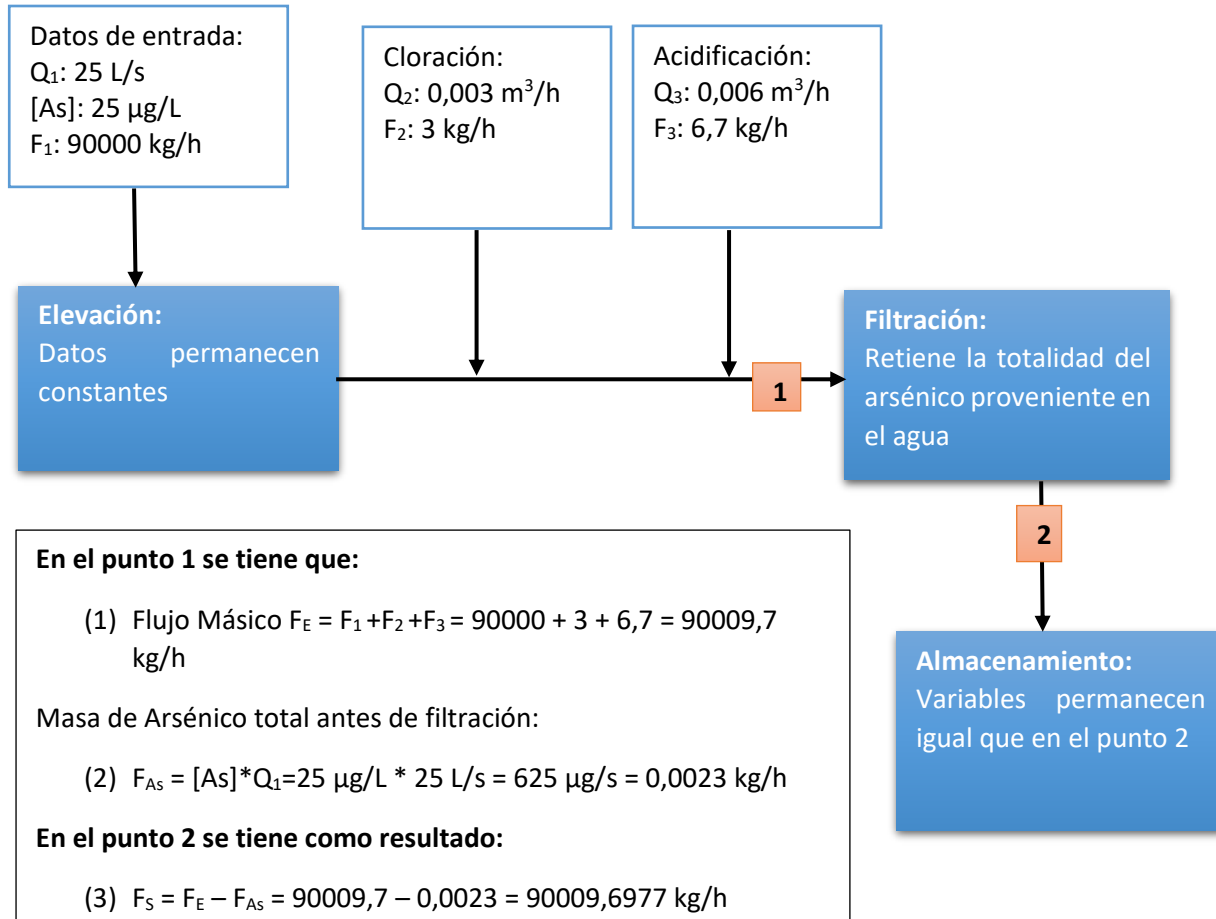 Datos de entrada:
Q₁: 25 L/s
[As]: 25 µg/L
F₁: 90000 kg/h
Cloración:
Q₂: 0,003 m³/h
F₂: 3 kg/h
Acidificación:
Q₃: 0,006 m³/h
F₃: 6,7 kg/h
Elevación:
Datos permanecen
constantes
1
Filtración:
Retiene la totalidad del
arsénico proveniente en
el agua
2
Almacenamiento:
Variables permanecen
igual que en el punto 2
En el punto 1 se tiene que:
(1) Flujo Másico F_E = F₁ +F₂ +F₃ = 90000 + 3 + 6,7 = 90009,7
kg/h
Masa de Arsénico total antes de filtración:
(2) F_As = [As]*Q₁=25 µg/L * 25 L/s = 625 µg/s = 0,0023 kg/h
En el punto 2 se tiene como resultado:
(3) F_S = F_E – F_As = 90009,7 – 0,0023 = 90009,6977 kg/h